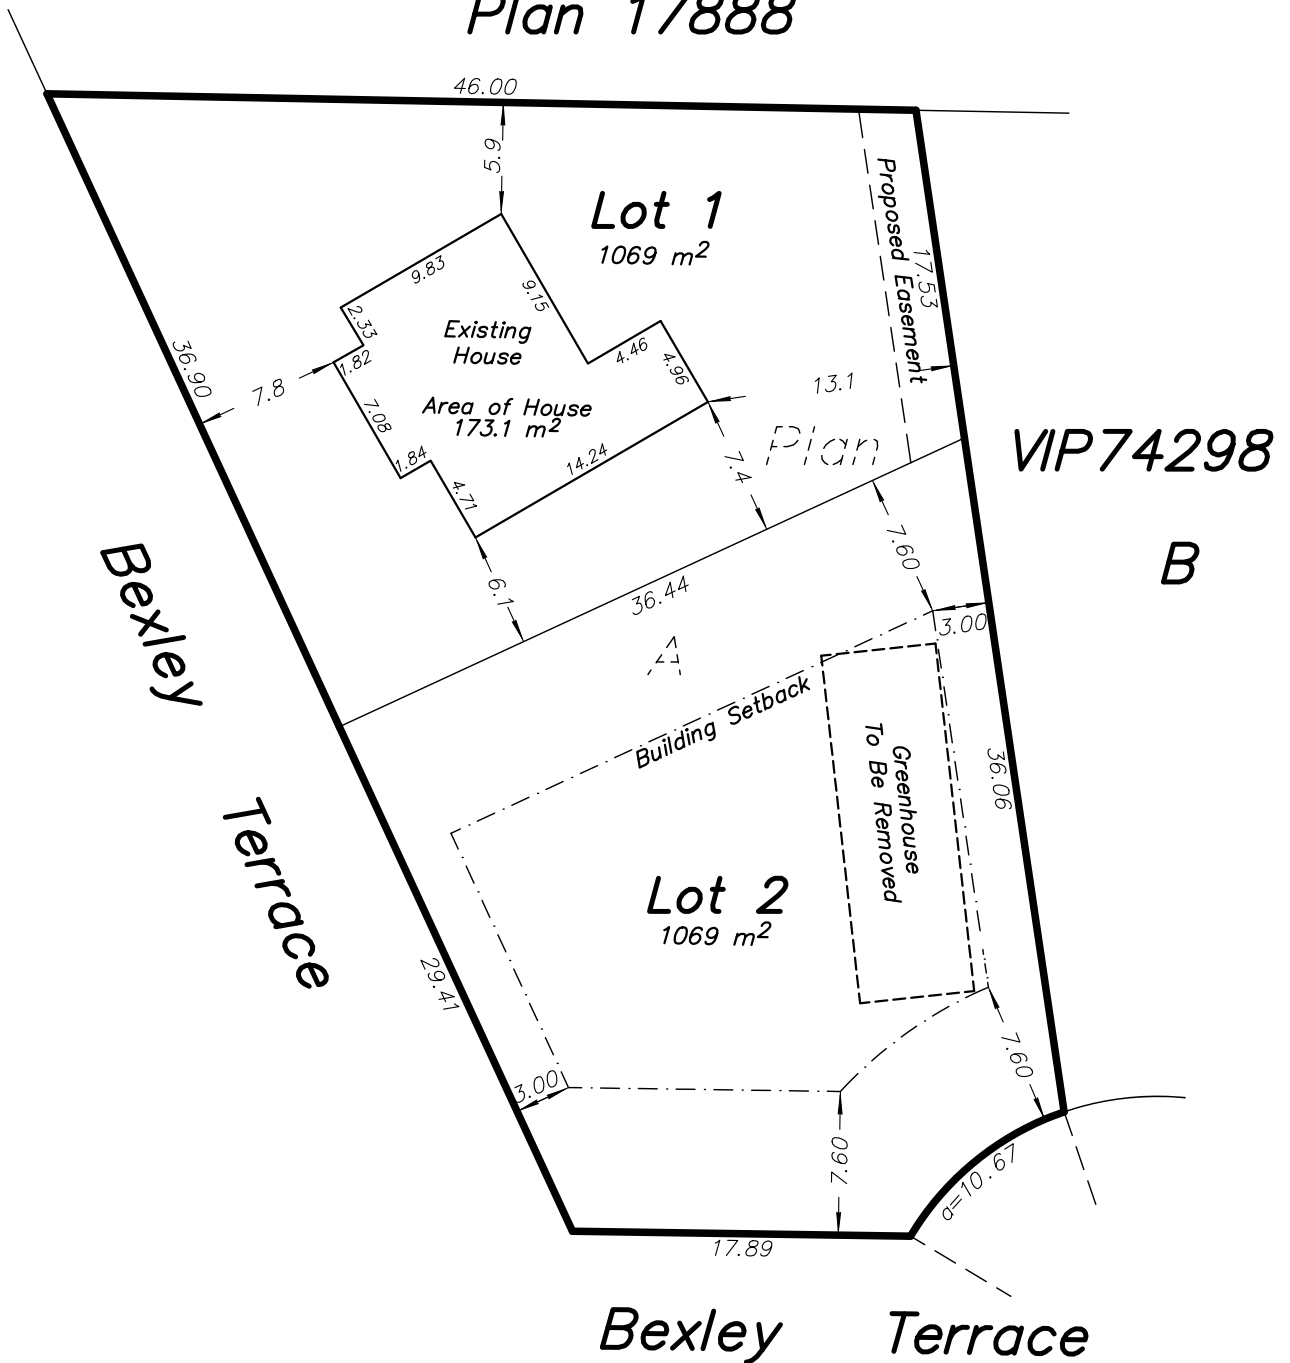 Plan 17888
46.00
5.9
Lot 1
1069 m²
Proposed Easement
17.53
9.83
9.15
2.33
1.82
Existing
House
4.46
4.96
36.90
7.8
7.08
Area of House
173.1 m²
13.1
1.84
14.24
4.71
7.4
Plan
VIP74298
B
7.60
6.1
36.44
3.00
A
Bexley
Terrace
Building Setback
Greenhouse
To Be Removed
36.06
Lot 2
1069 m²
29.41
3.00
7.60
7.60
a=10.67
17.89
Bexley Terrace